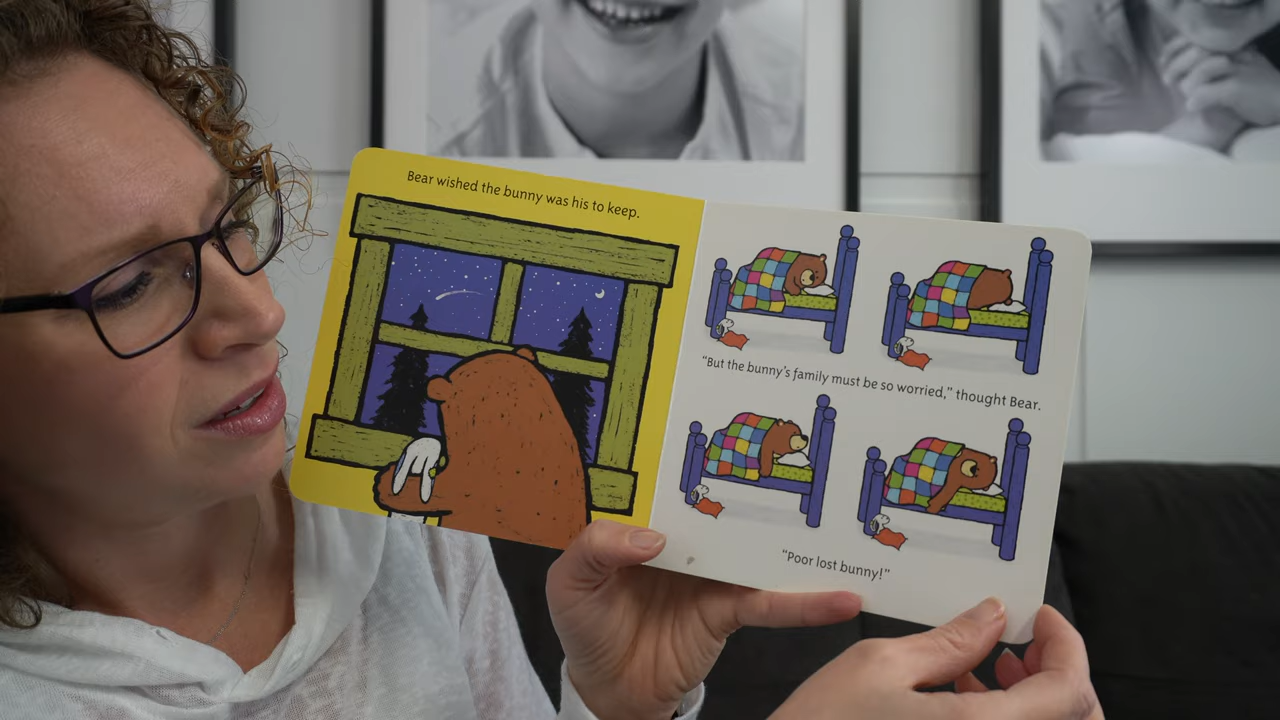 Bear wished the bunny was his to keep.
"But the bunny's family must be so worried," thought Bear.
"Poor lost bunny!"